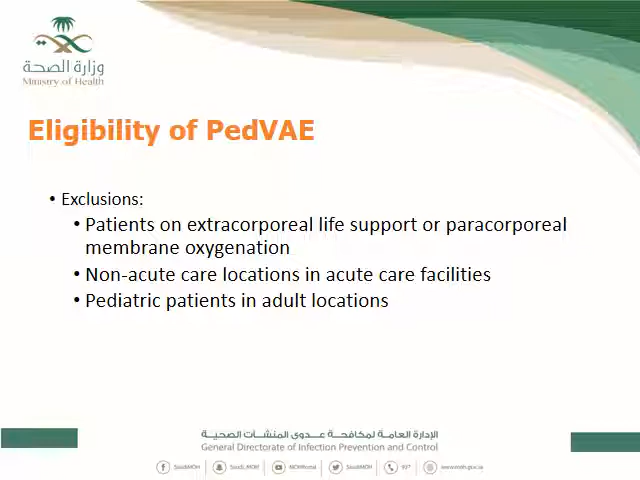 وزارة الصحة
Ministry of Health
Eligibility of PedVAE
• Exclusions:
• Patients on extracorporeal life support or paracorporeal
membrane oxygenation
• Non-acute care locations in acute care facilities
• Pediatric patients in adult locations
الإدارة العامة لمكافحة عدوى المنشآت الصحية
General Directorate of Infection Prevention and Control
SaudiMOH
SaudiMOH
937
www.moh.gov.sa